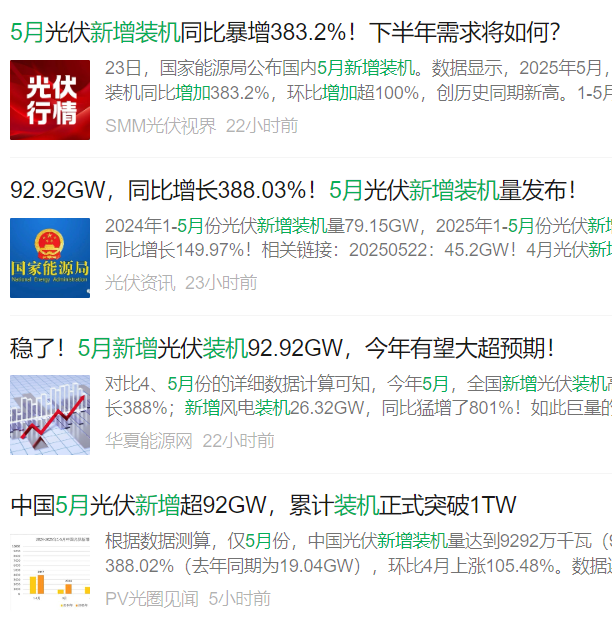 5月光伏新增装机同比暴增383.2%！下半年需求将如何？
光伏
行情
23日，国家能源局公布国内5月新增装机。数据显示，2025年5月，
装机同比增加383.2%，环比增加超100%，创历史同期新高。1-5月
SMM光伏视界 22小时前
92.92GW，同比增长388.03%！5月光伏新增装机量发布！
国家能源局
National Energy Administration
2024年1-5月份光伏新增装机量79.15GW，2025年1-5月份光伏新增
同比增长149.97%！相关链接：20250522：45.2GW！4月光伏新增
光伏资讯 23小时前
稳了！5月新增光伏装机92.92GW，今年有望大超预期！
对比4、5月份的详细数据计算可知，今年5月，全国新增光伏装机高
长388%；新增风电装机26.32GW，同比猛增了801%！如此巨量的
华夏能源网 22小时前
中国5月光伏新增超92GW，累计装机正式突破1TW
根据数据测算，仅5月份，中国光伏新增装机量达到9292万千瓦（9
388.02%（去年同期为19.04GW），环比4月上涨105.48%。数据
PV光圈见闻 5小时前